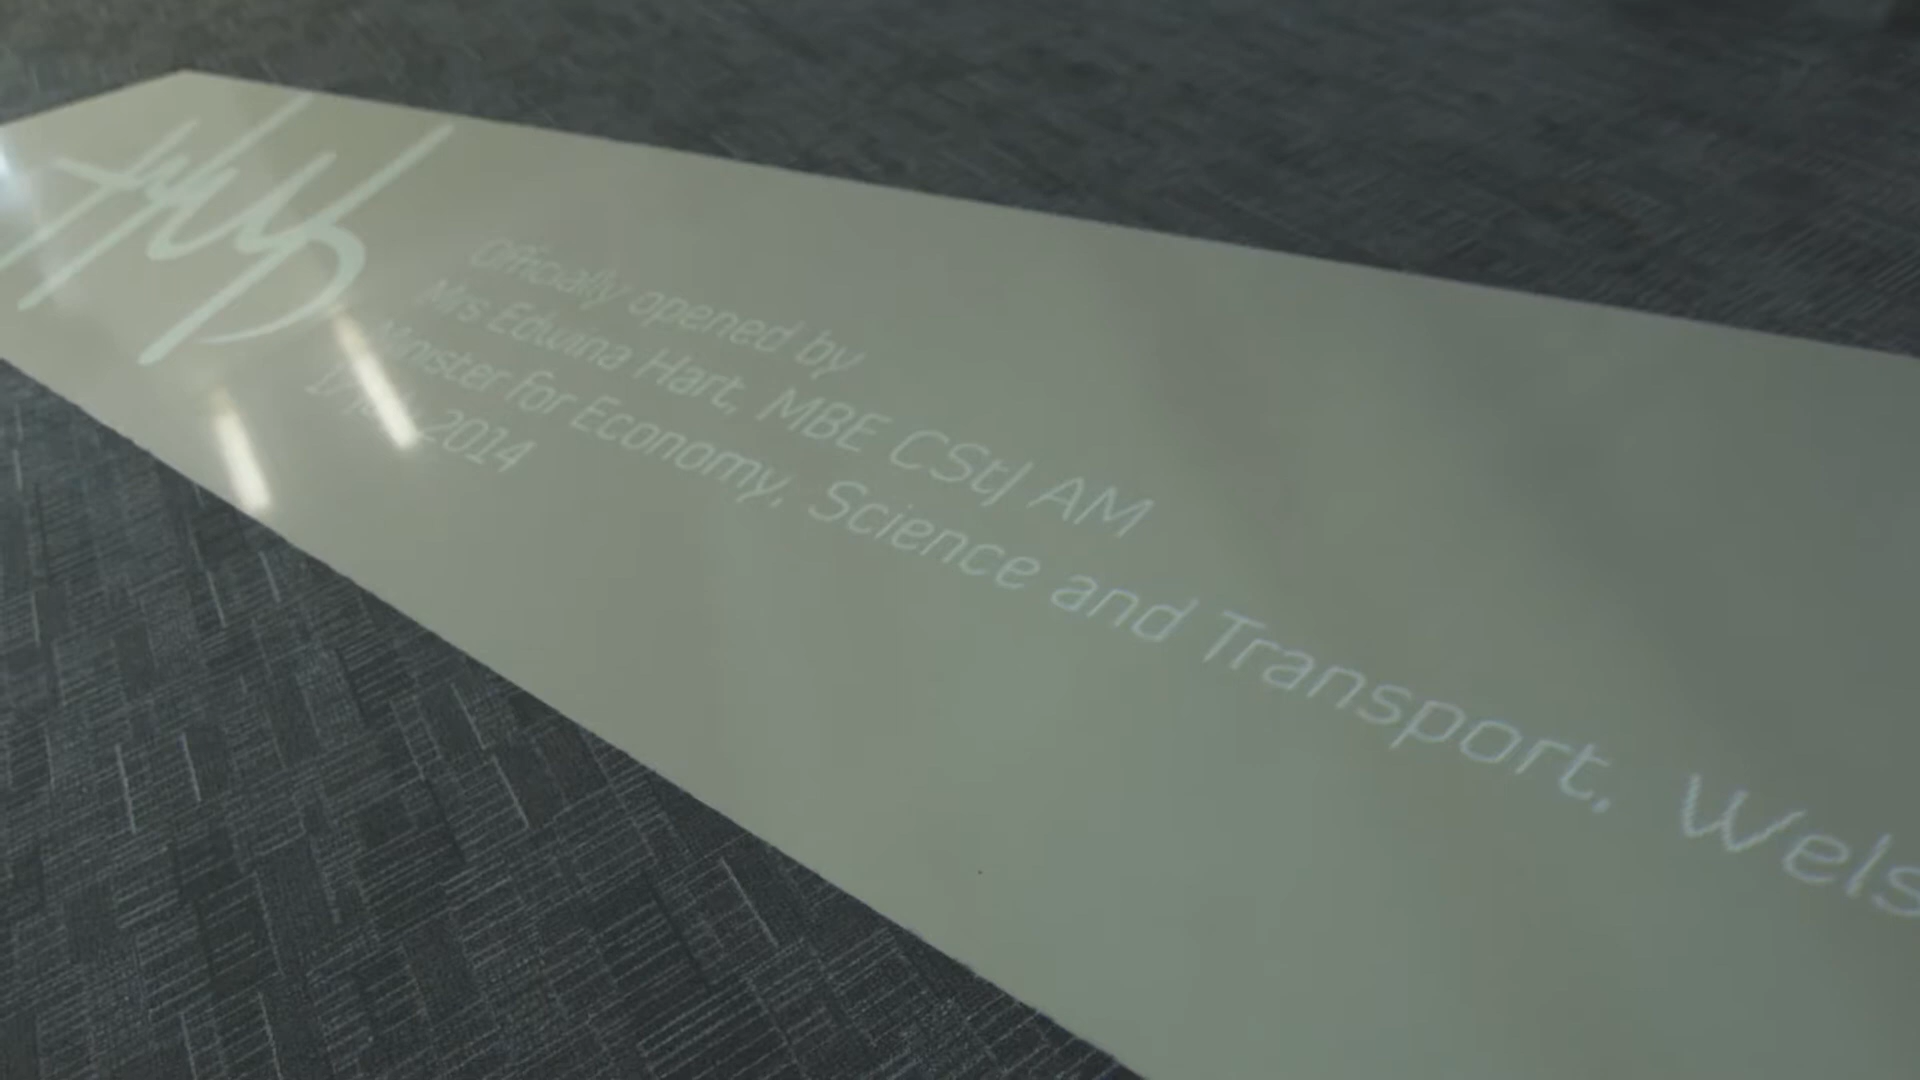 Officially opened by
Mrs Edwina Hart, MBE CStJ AM
Minister for Economy, Science and Transport, Wels
2014